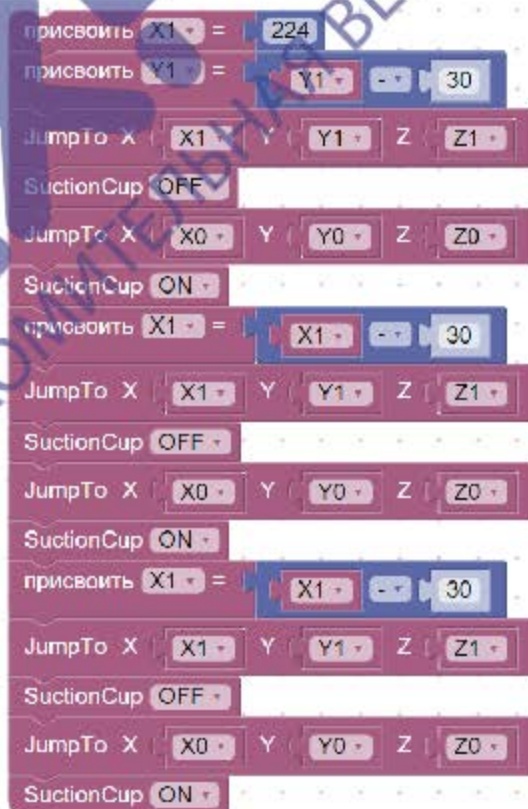 присвоить X1 = 224
присвоить Y1 = Y1 - 30
JumpTo X X1 Y Y1 Z Z1
SuctionCup OFF
JumpTo X X0 Y Y0 Z Z0
SuctionCup ON
присвоить X1 = X1 - 30
JumpTo X X1 Y Y1 Z Z1
SuctionCup OFF
JumpTo X X0 Y Y0 Z Z0
SuctionCup ON
присвоить X1 = X1 - 30
JumpTo X X1 Y Y1 Z Z1
SuctionCup OFF
JumpTo X X0 Y Y0 Z Z0
SuctionCup ON